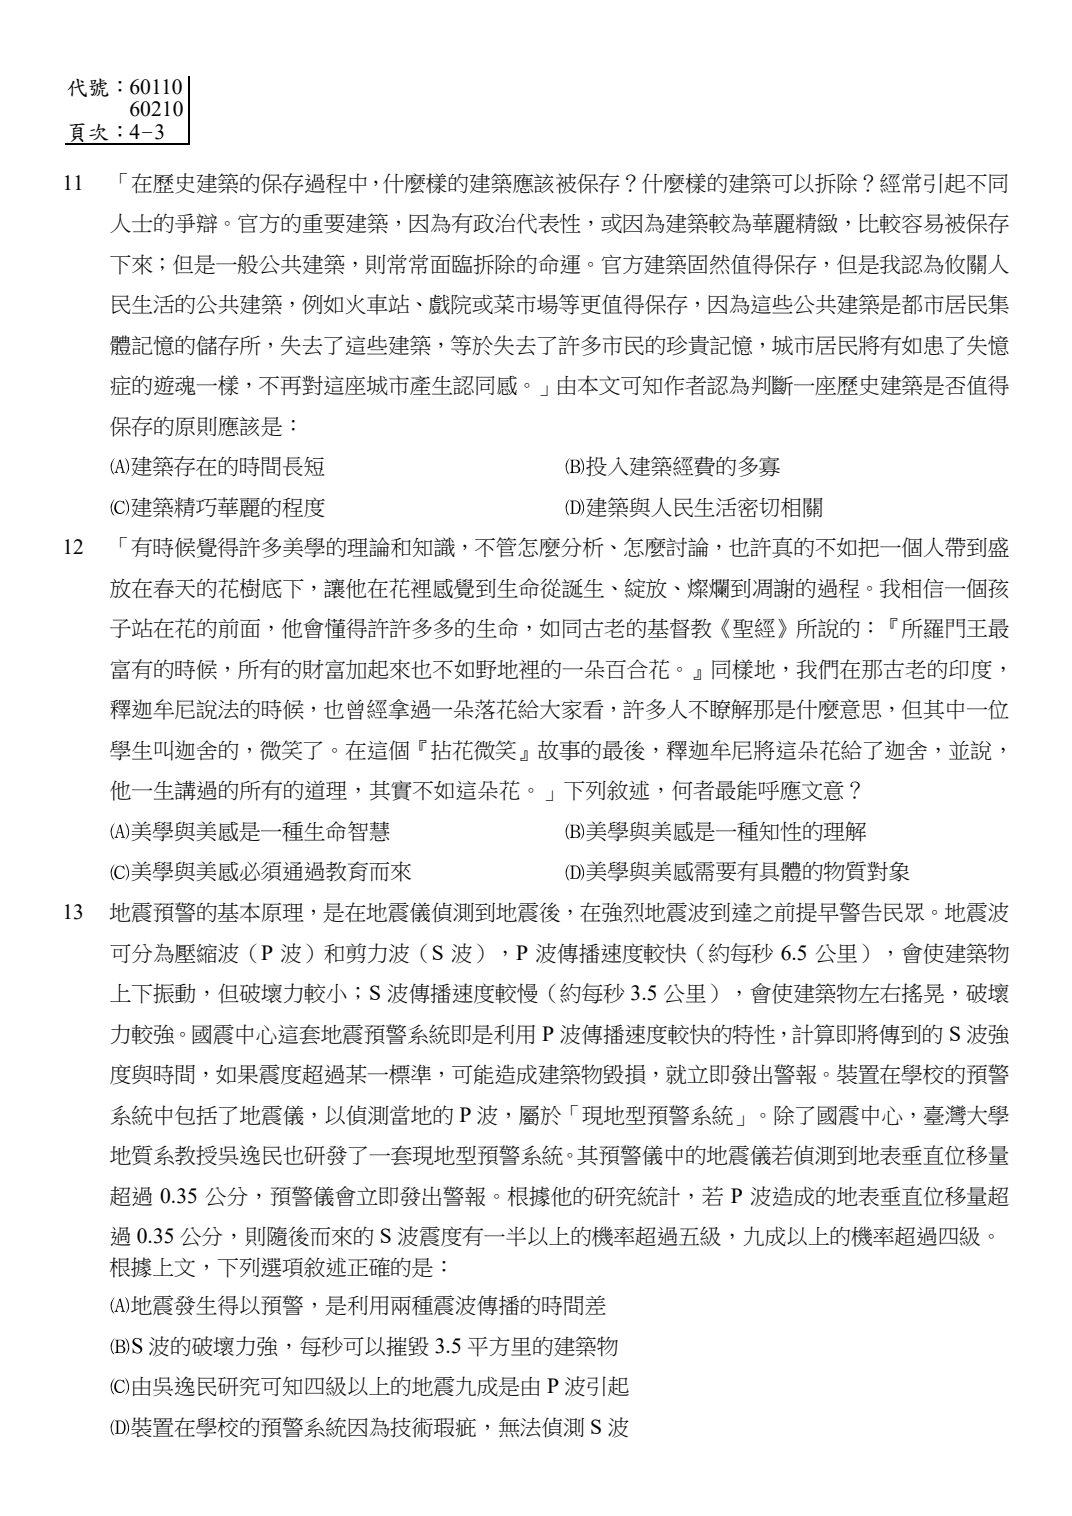 代號：60110
60210
頁次：4-3
11 「在歷史建築的保存過程中，什麼樣的建築應該被保存？什麼樣的建築可以拆除？經常引起不同
人士的爭辯。官方的重要建築，因為有政治代表性，或因為建築較為華麗精緻，比較容易被保存
下來；但是一般公共建築，則常常面臨拆除的命運。官方建築固然值得保存，但是我認為攸關人
民生活的公共建築，例如火車站、戲院或菜市場等更值得保存，因為這些公共建築是都市居民集
體記憶的儲存所，失去了這些建築，等於失去了許多市民的珍貴記憶，城市居民將有如患了失憶
症的遊魂一樣，不再對這座城市產生認同感。」由本文可知作者認為判斷一座歷史建築是否值得
保存的原則應該是：
(A)建築存在的時間長短 (B)投入建築經費的多寡
(C)建築精巧華麗的程度 (D)建築與人民生活密切相關
12 「有時候覺得許多美學的理論和知識，不管怎麼分析、怎麼討論，也許真的不如把一個人帶到盛
放在春天的花樹底下，讓他在花裡感覺到生命從誕生、綻放、燦爛到凋謝的過程。我相信一個孩
子站在花的前面，他會懂得許許多多的生命，如同古老的基督教《聖經》所說的：『所羅門王最
富有的時候，所有的財富加起來也不如野地裡的一朵百合花。』同樣地，我們在那古老的印度，
釋迦牟尼說法的時候，也曾經拿過一朵落花給大家看，許多人不瞭解那是什麼意思，但其中一位
學生叫迦舍的，微笑了。在這個『拈花微笑』故事的最後，釋迦牟尼將這朵花給了迦舍，並說，
他一生講過的所有的道理，其實不如這朵花。」下列敘述，何者最能呼應文意？
(A)美學與美感是一種生命智慧 (B)美學與美感是一種知性的理解
(C)美學與美感必須通過教育而來 (D)美學與美感需要有具體的物質對象
13 地震預警的基本原理，是在地震儀偵測到地震後，在強烈地震波到達之前提早警告民眾。地震波
可分為壓縮波（P 波）和剪力波（S 波），P 波傳播速度較快（約每秒 6.5 公里），會使建築物
上下振動，但破壞力較小；S 波傳播速度較慢（約每秒 3.5 公里），會使建築物左右搖晃，破壞
力較強。國震中心這套地震預警系統即是利用 P 波傳播速度較快的特性，計算即將傳到的 S 波強
度與時間，如果震度超過某一標準，可能造成建築物毀損，就立即發出警報。裝置在學校的預警
系統中包括了地震儀，以偵測當地的 P 波，屬於「現地型預警系統」。除了國震中心，臺灣大學
地質系教授吳逸民也研發了一套現地型預警系統。其預警儀中的地震儀若偵測到地表垂直位移量
超過 0.35 公分，預警儀會立即發出警報。根據他的研究統計，若 P 波造成的地表垂直位移量超
過 0.35 公分，則隨後而來的 S 波震度有一半以上的機率超過五級，九成以上的機率超過四級。
根據上文，下列選項敘述正確的是：
(A)地震發生得以預警，是利用兩種震波傳播的時間差
(B)S 波的破壞力強，每秒可以摧毀 3.5 平方里的建築物
(C)由吳逸民研究可知四級以上的地震九成是由 P 波引起
(D)裝置在學校的預警系統因為技術瑕疵，無法偵測 S 波